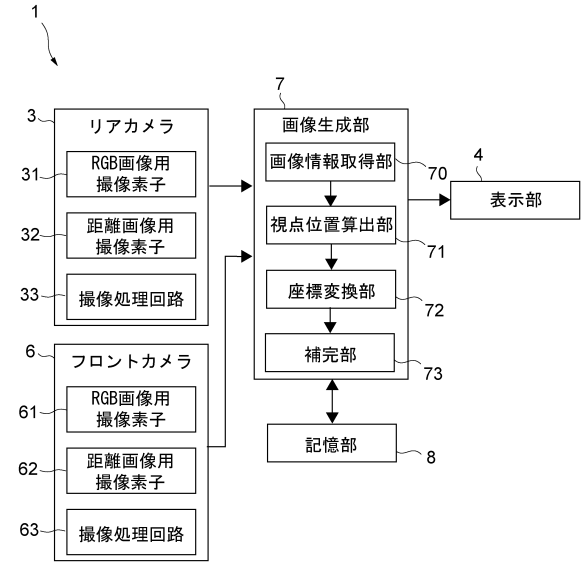 1
3
リアカメラ
31
RGB画像用
撮像素子
32
距離画像用
撮像素子
33
撮像処理回路
6
フロントカメラ
61
RGB画像用
撮像素子
62
距離画像用
撮像素子
63
撮像処理回路
7
画像生成部
画像情報取得部
70
視点位置算出部
71
座標変換部
72
補完部
73
記憶部
8
4
表示部